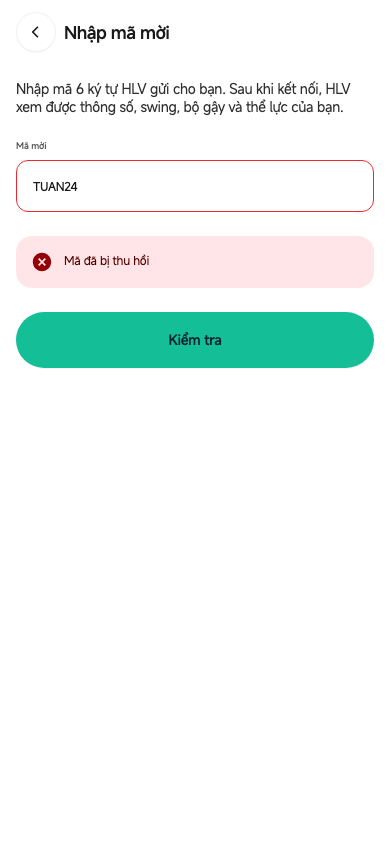 Nhập mã mời
Nhập mã 6 ký tự HLV gửi cho bạn. Sau khi kết nối, HLV
xem được thông số, swing, bộ gậy và thể lực của bạn.
Mã mời
TUAN24
Mã đã bị thu hồi
Kiểm tra